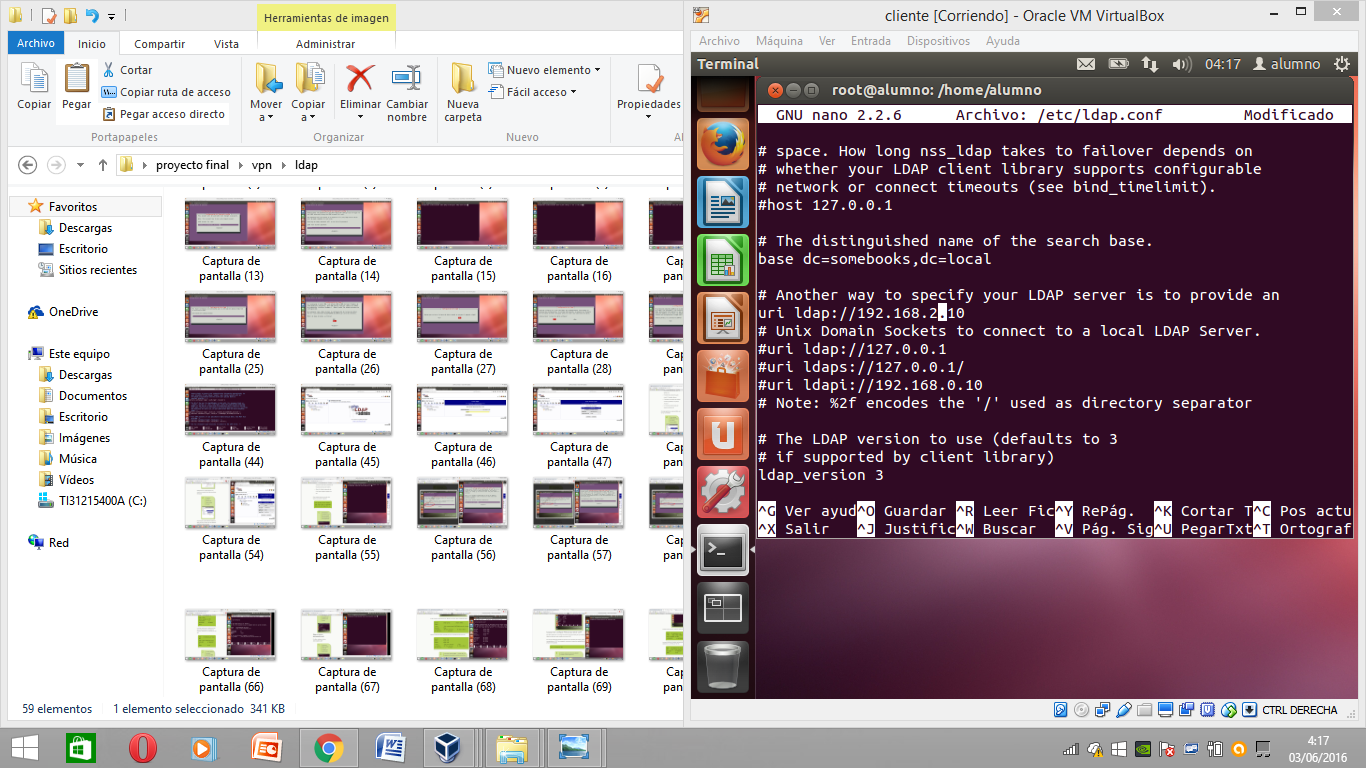 Herramientas de imagen
Archivo Inicio Compartir Vista Administrar
Copiar
Pegar
Cortar
Copiar ruta de acceso
Pegar acceso directo
Portapapeles
Mover a
Copiar a
Eliminar
Cambiar nombre
Organizar
Nueva carpeta
Nuevo elemento
Fácil acceso
Nuevo
Propiedades
proyecto final vpn ldap
Favoritos
Descargas
Escritorio
Sitios recientes
OneDrive
Este equipo
Descargas
Documentos
Escritorio
Imágenes
Música
Vídeos
TI31215400A (C:)
Red
Captura de pantalla (13)
Captura de pantalla (14)
Captura de pantalla (15)
Captura de pantalla (16)
Captura de pantalla (25)
Captura de pantalla (26)
Captura de pantalla (27)
Captura de pantalla (28)
Captura de pantalla (44)
Captura de pantalla (45)
Captura de pantalla (46)
Captura de pantalla (47)
Captura de pantalla (54)
Captura de pantalla (55)
Captura de pantalla (56)
Captura de pantalla (57)
Captura de pantalla (66)
Captura de pantalla (67)
Captura de pantalla (68)
Captura de pantalla (69)
59 elementos 1 elemento seleccionado 341 KB
cliente [Corriendo] - Oracle VM VirtualBox
Archivo Máquina Ver Entrada Dispositivos Ayuda
Terminal 04:17 alumno
root@alumno: /home/alumno
GNU nano 2.2.6 Archivo: /etc/ldap.conf Modificado
# space. How long nss_ldap takes to failover depends on
# whether your LDAP client library supports configurable
# network or connect timeouts (see bind_timelimit).
#host 127.0.0.1
# The distinguished name of the search base.
base dc=somebooks,dc=local
# Another way to specify your LDAP server is to provide an
uri ldap://192.168.2.10
# Unix Domain Sockets to connect to a local LDAP Server.
#uri ldap://127.0.0.1
#uri ldaps://127.0.0.1/
#uri ldapi://192.168.0.10
# Note: %2f encodes the '/' used as directory separator
# The LDAP version to use (defaults to 3
# if supported by client library)
ldap_version 3
^G Ver ayud^O Guardar ^R Leer Fic^Y RePág. ^K Cortar T^C Pos actu
^X Salir ^J Justific^W Buscar ^V Pág. Sig^U PegarTxt^T Ortograf
CTRL DERECHA
4:17
03/06/2016